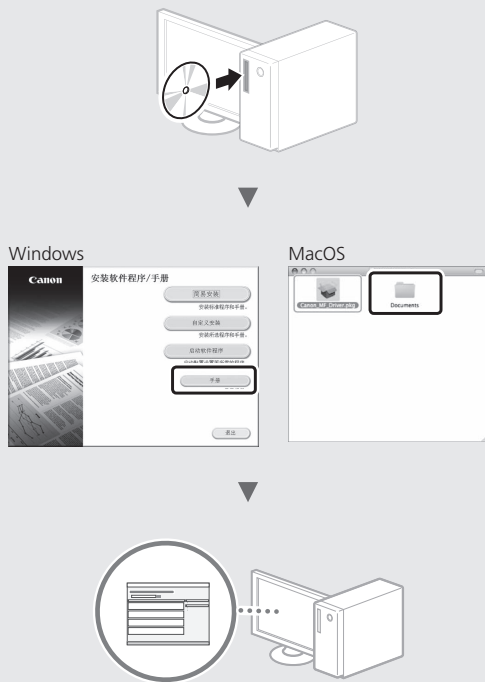 Windows
MacOS
Canon
安装软件程序/手册
简易安装
安装标准程序和手册。
自定义安装
安装所选程序和手册。
启动软件程序
手册
退出
Canon_MF_Driver.pkg
Documents